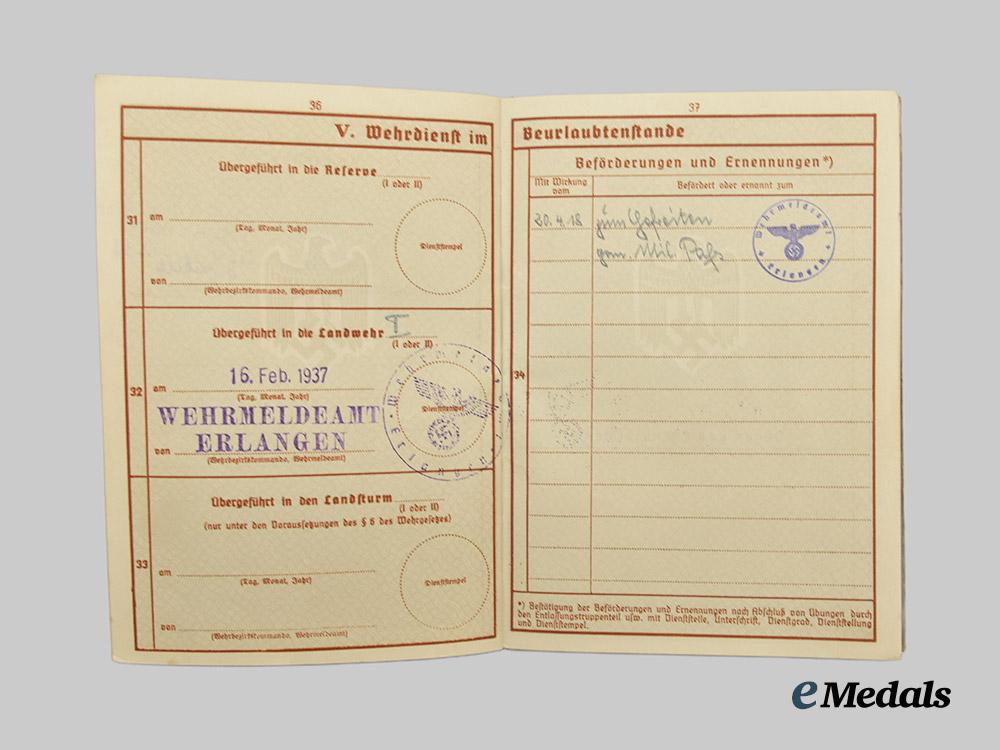 36
V. Wehrdienst im
31
Übergeführt in die Reserve
(I oder II)
am
(Tag, Monat, Jahr)
Dienststempel
von
(Wehrbezirkskommando, Wehrmeldeamt)
32
Übergeführt in die Landwehr I
(I oder II)
am 16. Feb. 1937
(Tag, Monat, Jahr)
WEHRMELDEAMT
Dienststempel
von ERLANGEN
(Wehrbezirkskommando, Wehrmeldeamt)
33
Übergeführt in den Landsturm
(I oder II)
(nur unter den Voraussetzungen des § 6 des Wehrgesetzes)
am
(Tag, Monat, Jahr)
Dienststempel
von
(Wehrbezirkskommando, Wehrmeldeamt)
37
Beurlaubtenstande
34
Beförderungen und Ernennungen*)
Mit Wirkung
vom
Befördert oder ernannt zum
20.4.18 zum Gefreiten
gem. Mil. Paß
Wehrmeldeamt
Erlangen
*) Bestätigung der Beförderungen und Ernennungen nach Abschluß von Übungen durch
den Entlassungstruppenteil usw. mit Dienststelle, Unterschrift, Dienstgrad, Dienststellung
und Dienststempel.
eMedals